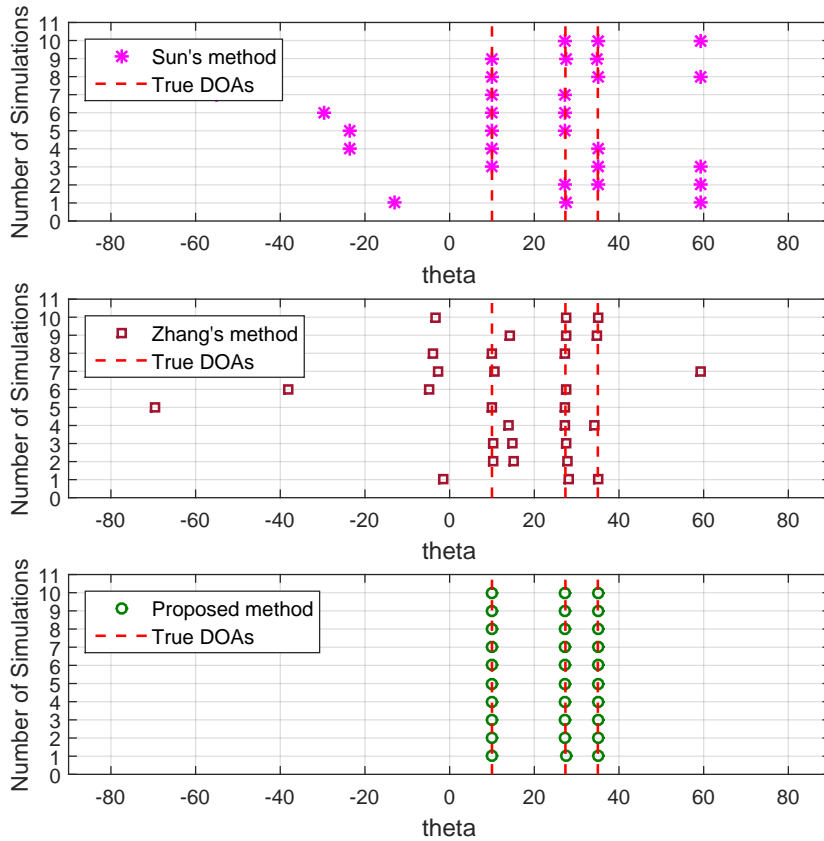 Number of Simulations
11
10
9
8
7
6
5
4
3
2
1
0
Sun's method
True DOAs
-80 -60 -40 -20 0 20 40 60 80
theta
Number of Simulations
11
10
9
8
7
6
5
4
3
2
1
0
Zhang's method
True DOAs
-80 -60 -40 -20 0 20 40 60 80
theta
Number of Simulations
11
10
9
8
7
6
5
4
3
2
1
0
Proposed method
True DOAs
-80 -60 -40 -20 0 20 40 60 80
theta